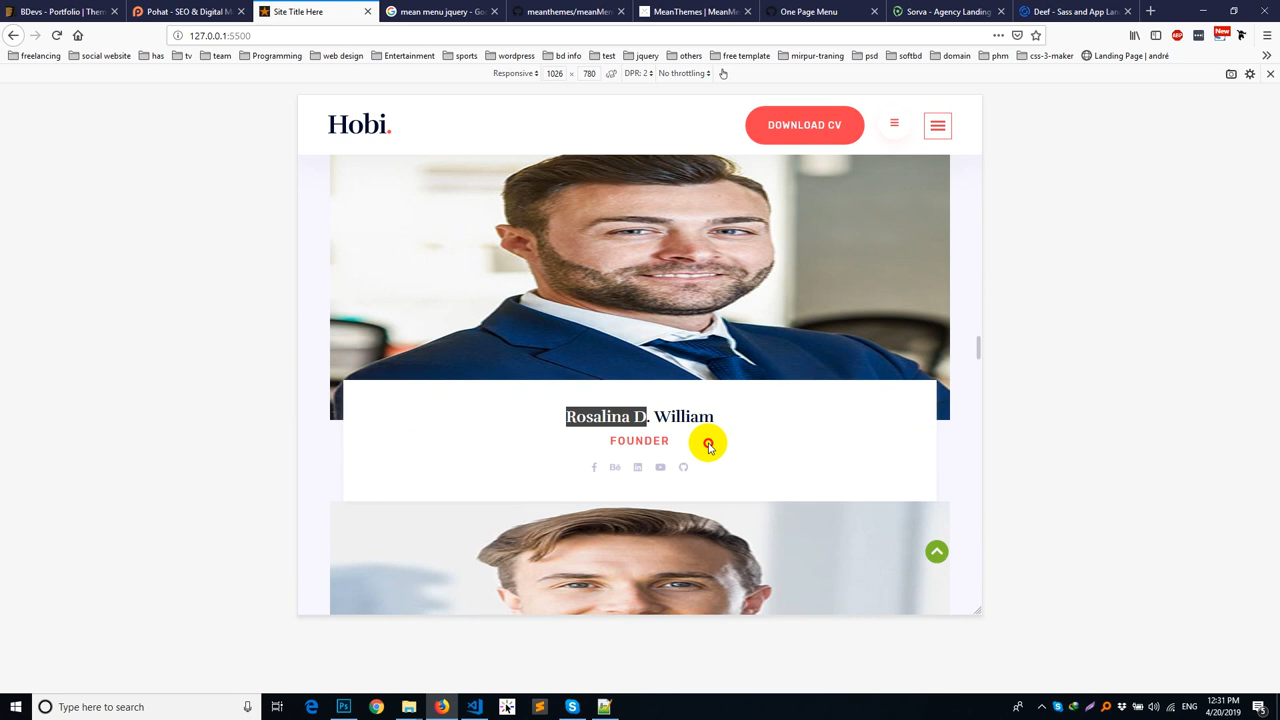 BDevs - Portfolio | Them
Pohat - SEO & Digital M
Site Title Here
mean menu jquery - Goo
meanthemes/meanMen
MeanThemes | MeanMe
One Page Menu
Sorva - Agency Landing
Deef - Sass and App Lan
127.0.0.1:5500
New
freelancing
social website
has
tv
team
Programming
web design
Entertainment
sports
wordpress
bd info
test
jquery
others
free template
mirpur-traning
psd
softbd
domain
phm
css-3-maker
Landing Page | andré
Responsive
1026 × 780
DPR: 2
No throttling
Hobi.
DOWNLOAD CV
Rosalina D. William
FOUNDER
Type here to search
ENG
12:31 PM
4/20/2019
5